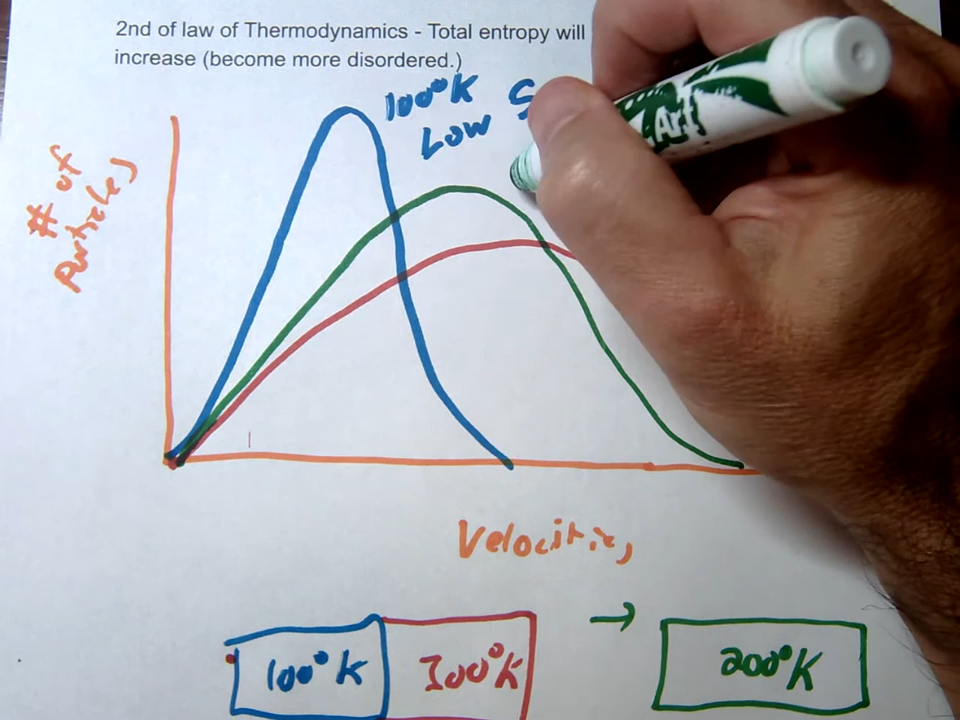 2nd of law of Thermodynamics - Total entropy will
increase (become more disordered.)
100°K
Low S
# of
Particles
Velocities
100°K
300°K
→
200°K